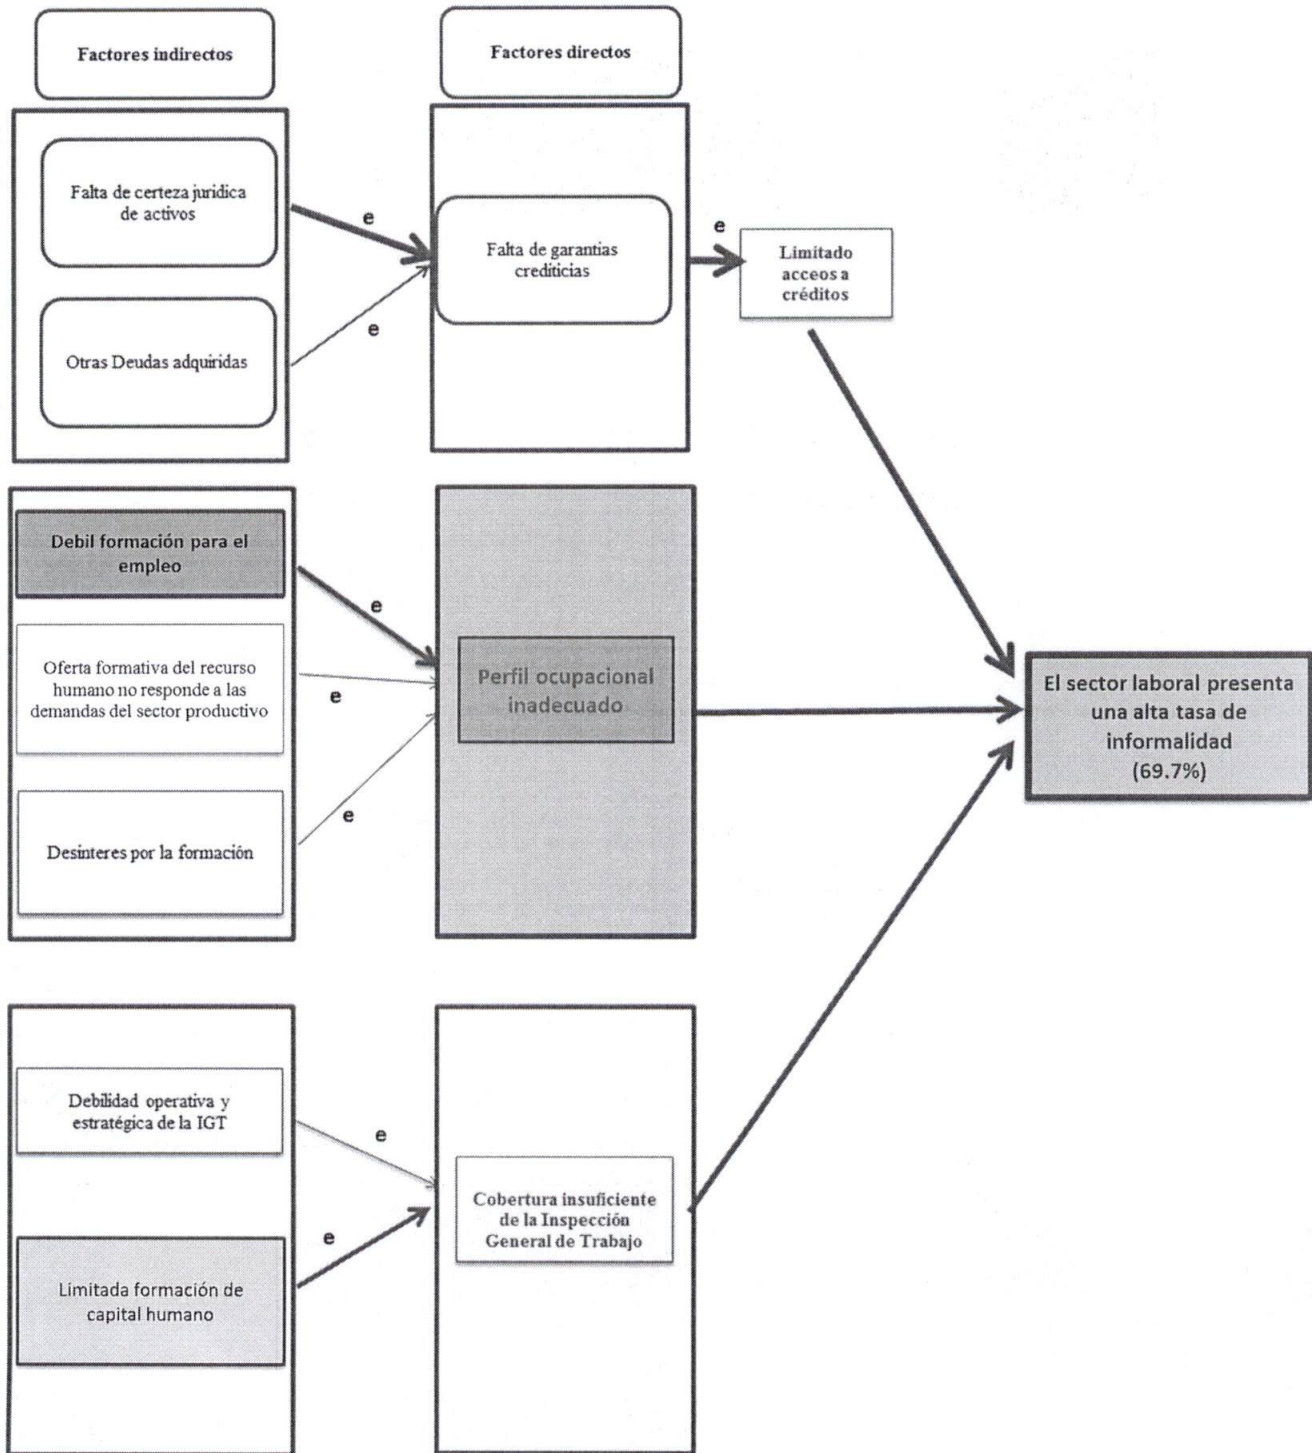 Factores indirectos
Factores directos
Falta de certeza juridica
de activos
e
Falta de garantias
crediticias
e
Limitado
acceos a
créditos
Otras Deudas adquiridas
e
Debil formación para el
empleo
e
Oferta formativa del recurso
humano no responde a las
demandas del sector productivo
e
Perfil ocupacional
inadecuado
El sector laboral presenta
una alta tasa de
informalidad
(69.7%)
Desinteres por la formación
e
Debilidad operativa y
estratégica de la IGT
e
Cobertura insuficiente
de la Inspección
General de Trabajo
Limitada formación de
capital humano
e